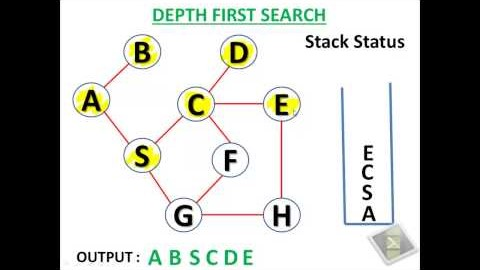 DEPTH FIRST SEARCH
Stack Status
B
D
A
C
E
S
F
G
H
E
C
S
A
OUTPUT : A B S C D E